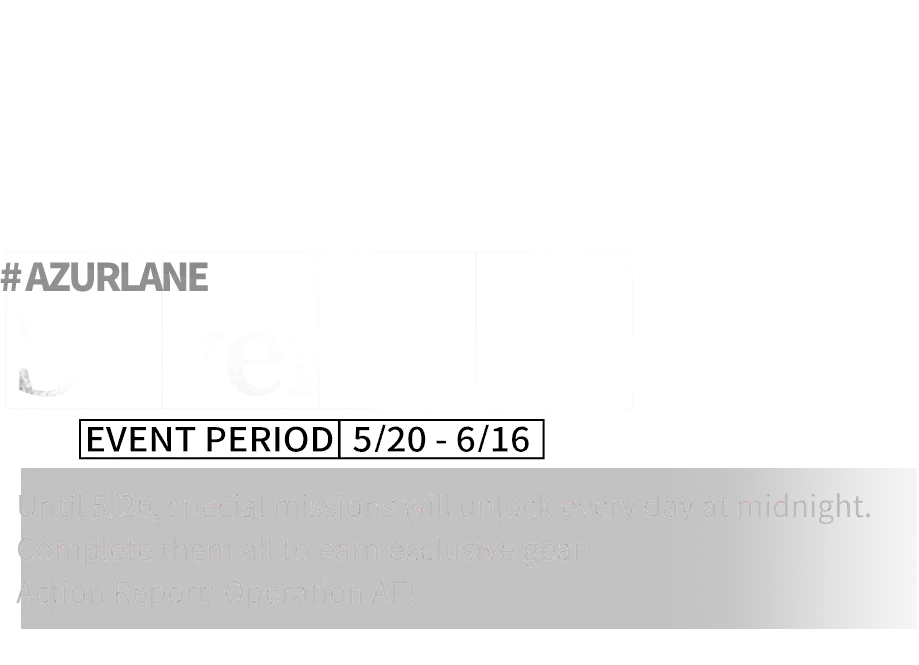 # AZURLANE
EVENT PERIOD 5/20 - 6/16
Until 5/26, special missions will unlock every day at midnight.
Complete them all to earn exclusive gear:
Action Report: Operation AF!